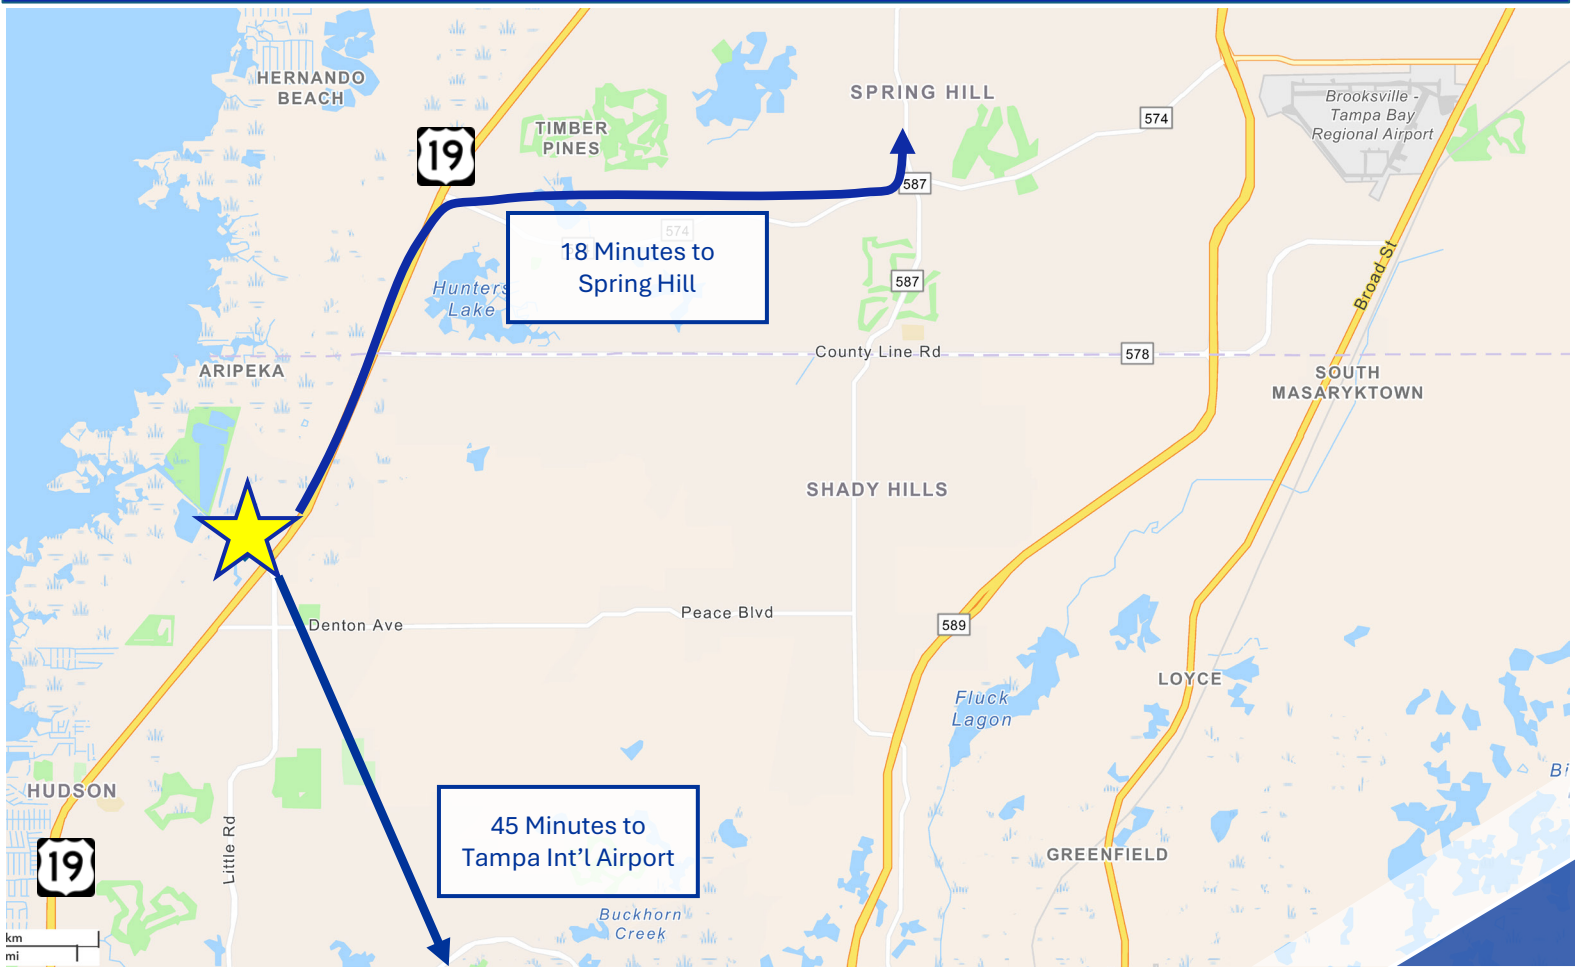 HERNANDO
BEACH
SPRING HILL
Brooksville -
Tampa Bay
Regional Airport
574
TIMBER
PINES
19
587
574
18 Minutes to
Spring Hill
Hunters
Lake
587
Broad St
County Line Rd
578
ARIPEKA
SOUTH
MASARYKTOWN
SHADY HILLS
Denton Ave
Peace Blvd
589
LOYCE
Fluck
Lagon
Bi
HUDSON
45 Minutes to
Tampa Int'l Airport
Little Rd
19
GREENFIELD
Buckhorn
Creek
km
mi